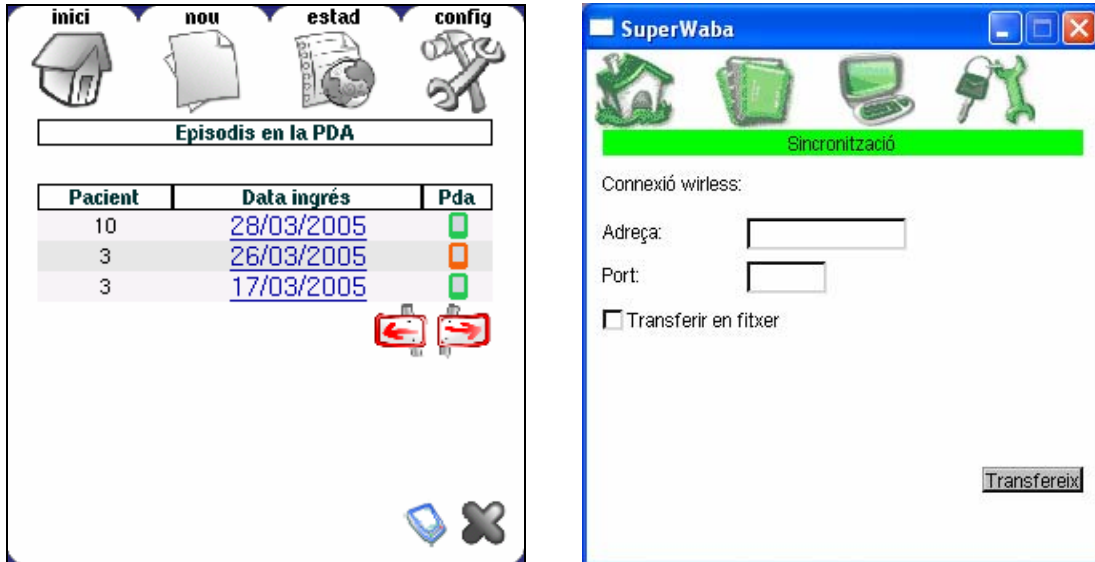 inici nou estad config
Episodis en la PDA
Pacient Data ingrés Pda
10 28/03/2005
3 26/03/2005
3 17/03/2005
SuperWaba
Sincronització
Connexió wirless:
Adreça:
Port:
Transferir en fitxer
Transfereix